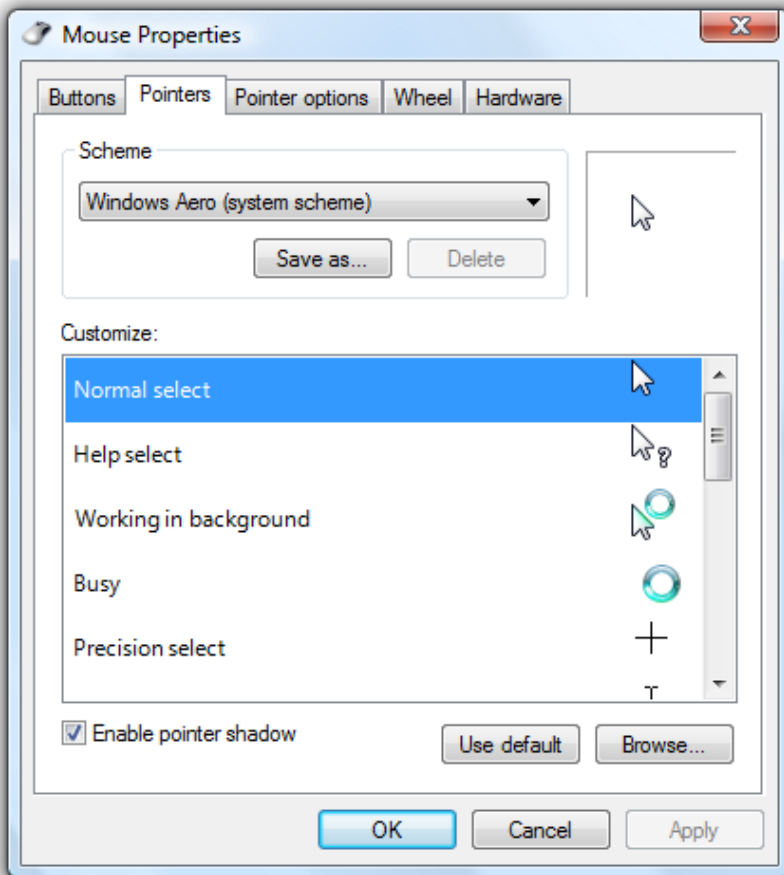 Mouse Properties
Buttons Pointers Pointer options Wheel Hardware
Scheme
Windows Aero (system scheme)
Save as... Delete
Customize:
Normal select
Help select
Working in background
Busy
Precision select
Enable pointer shadow
Use default Browse...
OK Cancel Apply